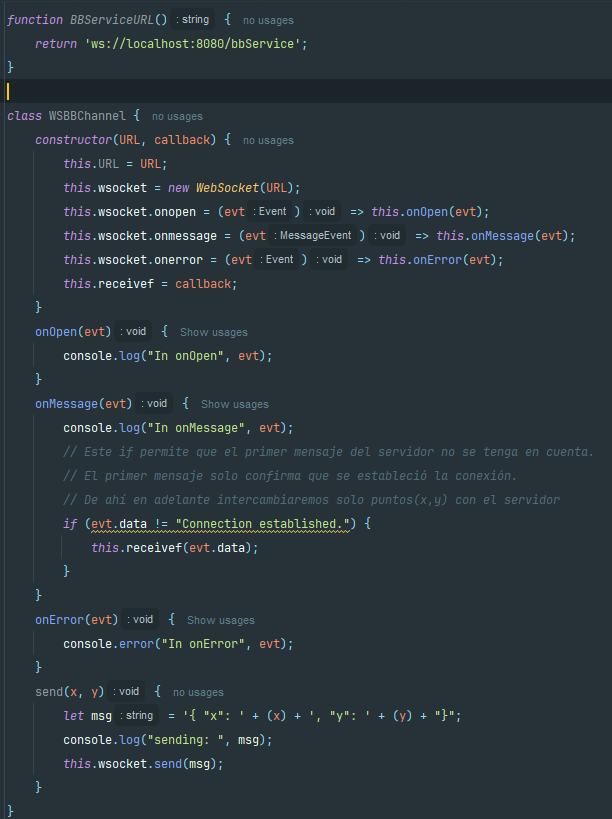 function BBServiceURL() : string { no usages
    return 'ws://localhost:8080/bbService';
}
class WSBBChannel { no usages
    constructor(URL, callback) { no usages
        this.URL = URL;
        this.wsocket = new WebSocket(URL);
        this.wsocket.onopen = (evt : Event ) : void => this.onOpen(evt);
        this.wsocket.onmessage = (evt : MessageEvent ) : void => this.onMessage(evt);
        this.wsocket.onerror = (evt : Event ) : void => this.onError(evt);
        this.receivef = callback;
    }
    onOpen(evt) : void { Show usages
        console.log("In onOpen", evt);
    }
    onMessage(evt) : void { Show usages
        console.log("In onMessage", evt);
        // Este if permite que el primer mensaje del servidor no se tenga en cuenta.
        // El primer mensaje solo confirma que se estableció la conexión.
        // De ahí en adelante intercambiaremos solo puntos(x,y) con el servidor
        if (evt.data != "Connection established.") {
            this.receivef(evt.data);
        }
    }
    onError(evt) : void { Show usages
        console.error("In onError", evt);
    }
    send(x, y) : void { no usages
        let msg : string = '{ "x": ' + (x) + ', "y": ' + (y) + "}";
        console.log("sending: ", msg);
        this.wsocket.send(msg);
    }
}